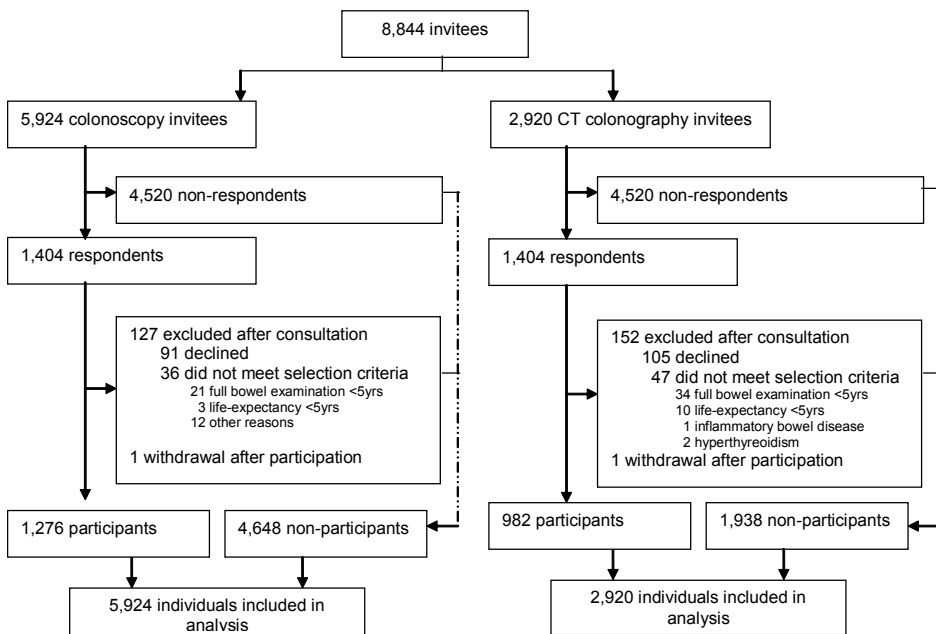 8,844 invitees
5,924 colonoscopy invitees
2,920 CT colonography invitees
4,520 non-respondents
4,520 non-respondents
1,404 respondents
1,404 respondents
127 excluded after consultation
91 declined
36 did not meet selection criteria
21 full bowel examination <5yrs
3 life-expectancy <5yrs
12 other reasons
1 withdrawal after participation
152 excluded after consultation
105 declined
47 did not meet selection criteria
34 full bowel examination <5yrs
10 life-expectancy <5yrs
1 inflammatory bowel disease
2 hyperthyreoidism
1 withdrawal after participation
1,276 participants
4,648 non-participants
982 participants
1,938 non-participants
5,924 individuals included in
analysis
2,920 individuals included in
analysis